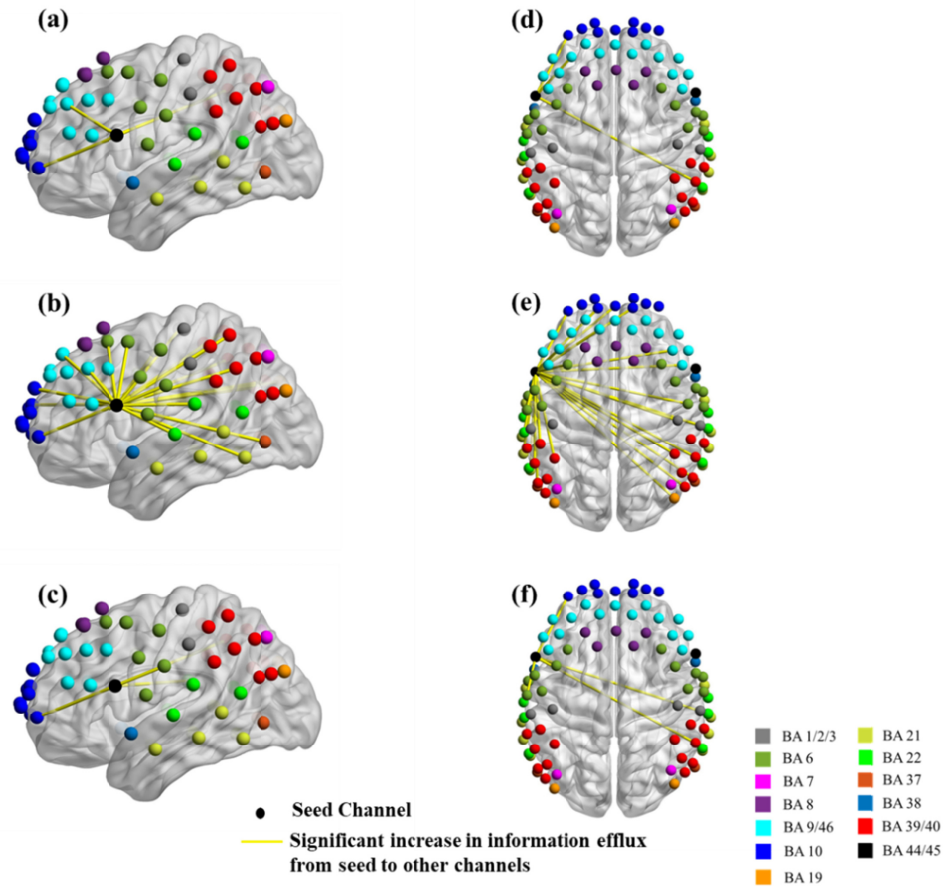 (a)
(d)
(b)
(e)
(c)
(f)
Seed Channel
Significant increase in information efflux
from seed to other channels
BA 1/2/3
BA 6
BA 7
BA 8
BA 9/46
BA 10
BA 19
BA 21
BA 22
BA 37
BA 38
BA 39/40
BA 44/45